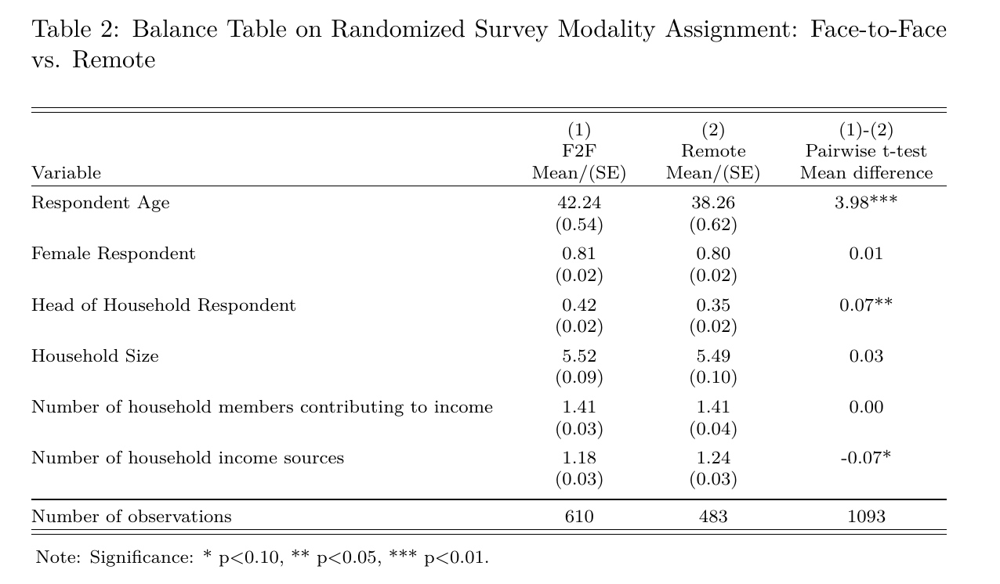 Table 2: Balance Table on Randomized Survey Modality Assignment: Face-to-Face
vs. Remote
(1) (2) (1)-(2)
F2F Remote Pairwise t-test
Variable Mean/(SE) Mean/(SE) Mean difference
Respondent Age 42.24 38.26 3.98***
(0.54) (0.62)
Female Respondent 0.81 0.80 0.01
(0.02) (0.02)
Head of Household Respondent 0.42 0.35 0.07**
(0.02) (0.02)
Household Size 5.52 5.49 0.03
(0.09) (0.10)
Number of household members contributing to income 1.41 1.41 0.00
(0.03) (0.04)
Number of household income sources 1.18 1.24 -0.07*
(0.03) (0.03)
Number of observations 610 483 1093
Note: Significance: * p<0.10, ** p<0.05, *** p<0.01.